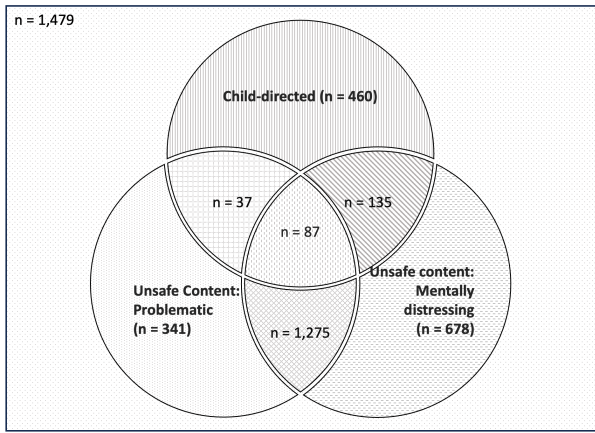 n = 1,479
Child-directed (n = 460)
n = 37
n = 135
n = 87
Unsafe Content:
Problematic
(n = 341)
Unsafe content:
Mentally
distressing
(n = 678)
n = 1,275